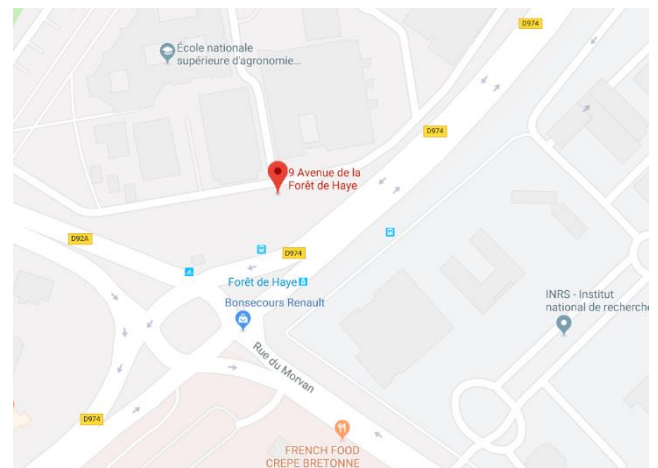 D974
École nationale
supérieure d'agronomie...
D974
9 Avenue de la
Forêt de Haye
D92A
D974
Forêt de Haye
INRS - Institut
national de recherche
Bonsecours Renault
Rue du Morvan
D974
FRENCH FOOD
CREPE BRETONNE